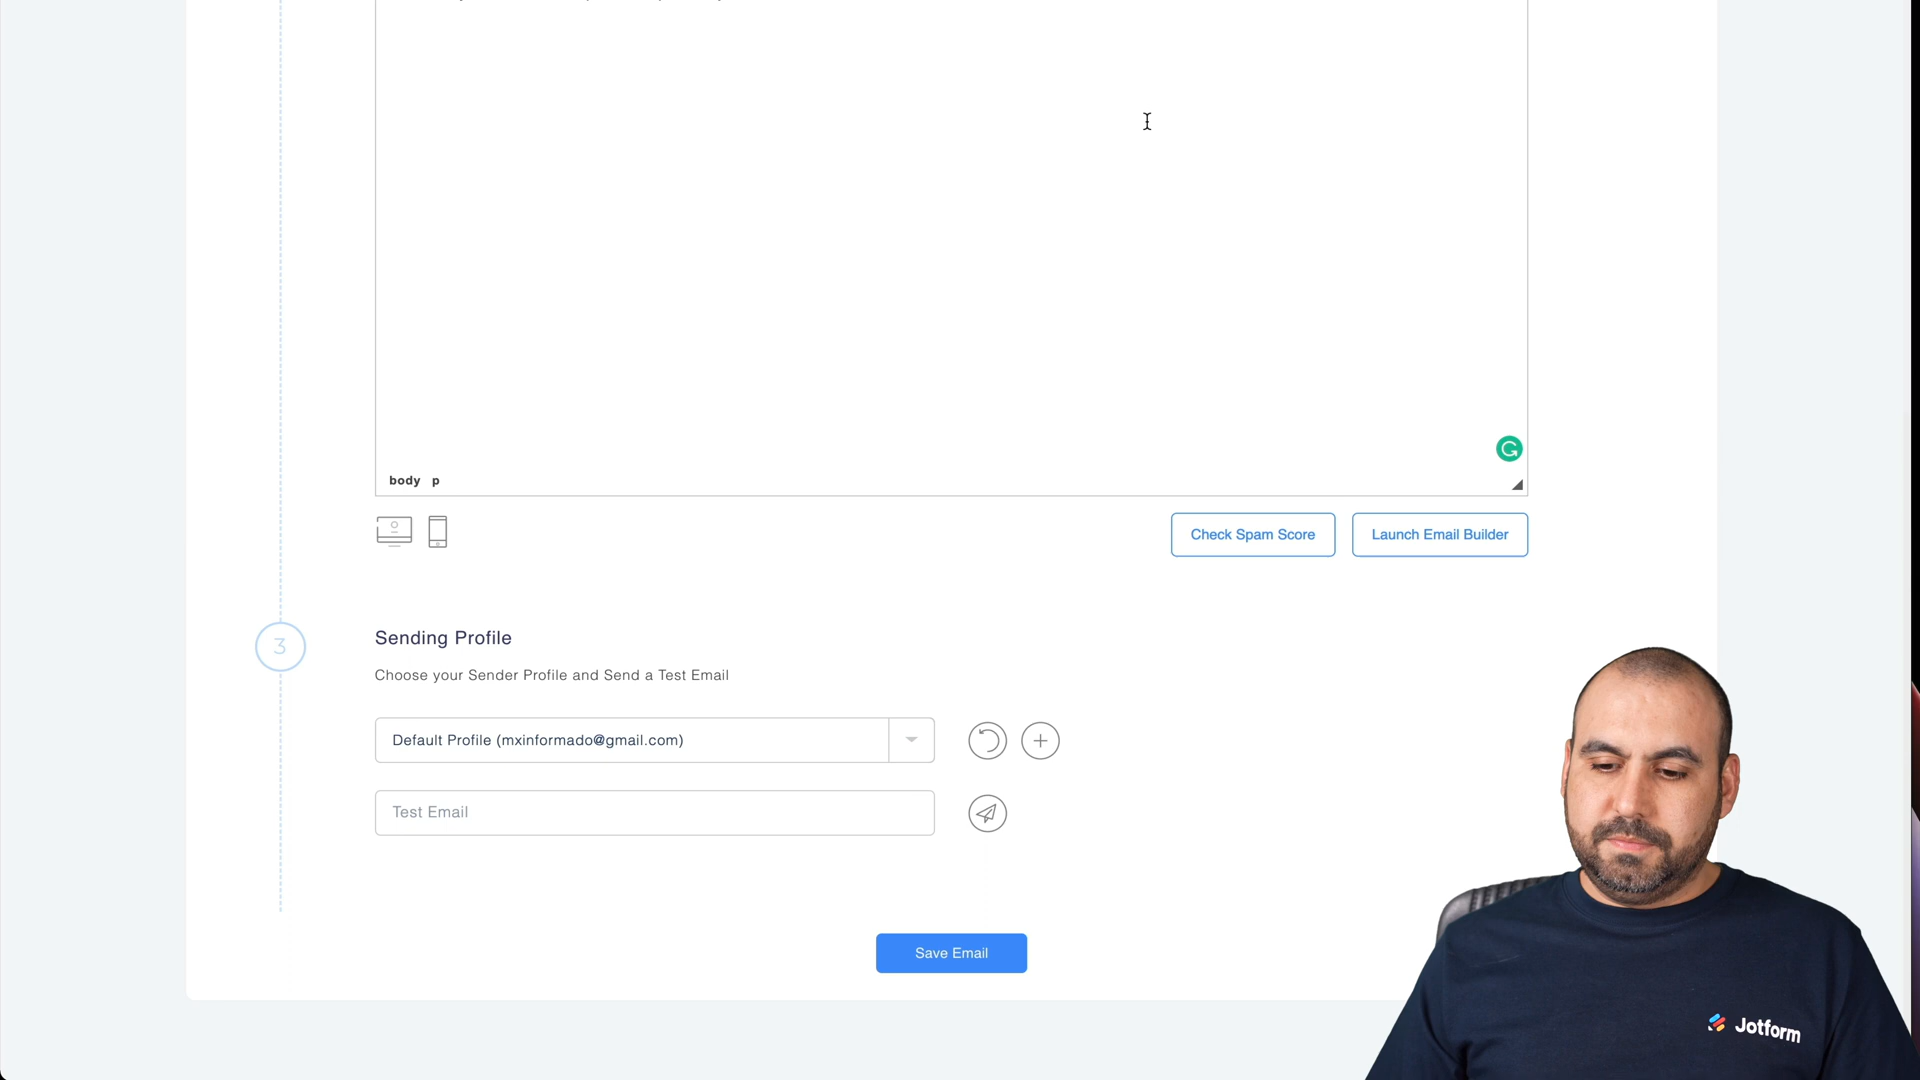 body p
Check Spam Score
Launch Email Builder
3
Sending Profile
Choose your Sender Profile and Send a Test Email
Default Profile (mxinformado@gmail.com)
Test Email
Save Email
Jotform